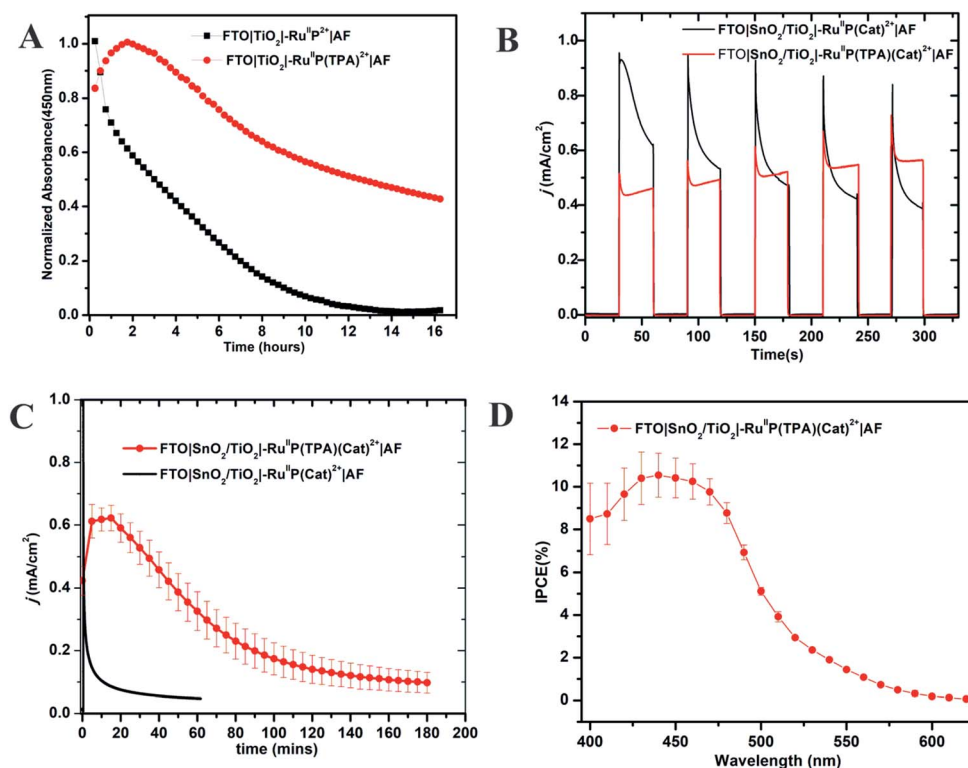 A
FTO|TiO₂|-RuᴵᴵP²⁺|AF
FTO|TiO₂|-RuᴵᴵP(TPA)²⁺|AF
Normalized Absorbance(450nm)
1.0
0.8
0.6
0.4
0.2
0.0
0 2 4 6 8 10 12 14 16
Time (hours)
B
FTO|SnO₂/TiO₂|-RuᴵᴵP(Cat)²⁺|AF
FTO|SnO₂/TiO₂|-RuᴵᴵP(TPA)(Cat)²⁺|AF
j (mA/cm²)
1.0
0.8
0.6
0.4
0.2
0.0
0 50 100 150 200 250 300
Time(s)
C
FTO|SnO₂/TiO₂|-RuᴵᴵP(TPA)(Cat)²⁺|AF
FTO|SnO₂/TiO₂|-RuᴵᴵP(Cat)²⁺|AF
j (mA/cm²)
1.0
0.8
0.6
0.4
0.2
0.0
0 20 40 60 80 100 120 140 160 180 200
time (mins)
D
FTO|SnO₂/TiO₂|-RuᴵᴵP(TPA)(Cat)²⁺|AF
IPCE(%)
14
12
10
8
6
4
2
0
400 450 500 550 600
Wavelength (nm)